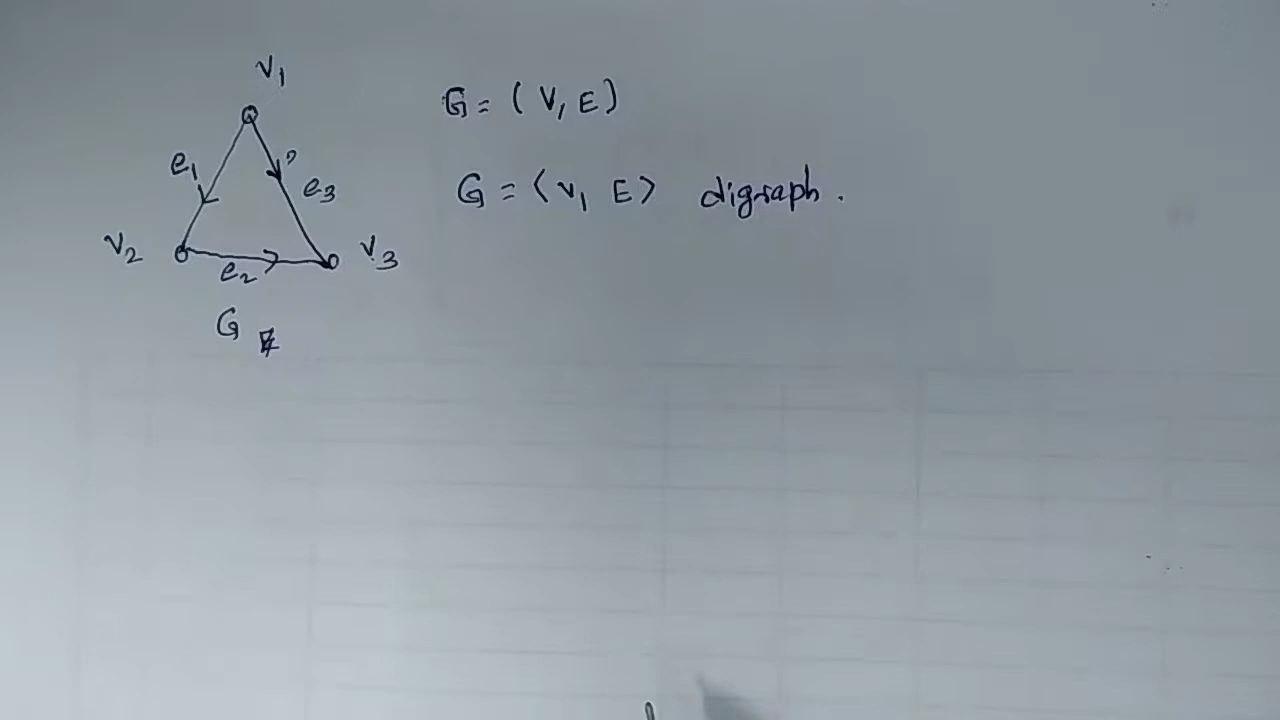 V1
G = (V, E)
e1
e3
G = <V, E> digraph.
V2
V3
e2
G